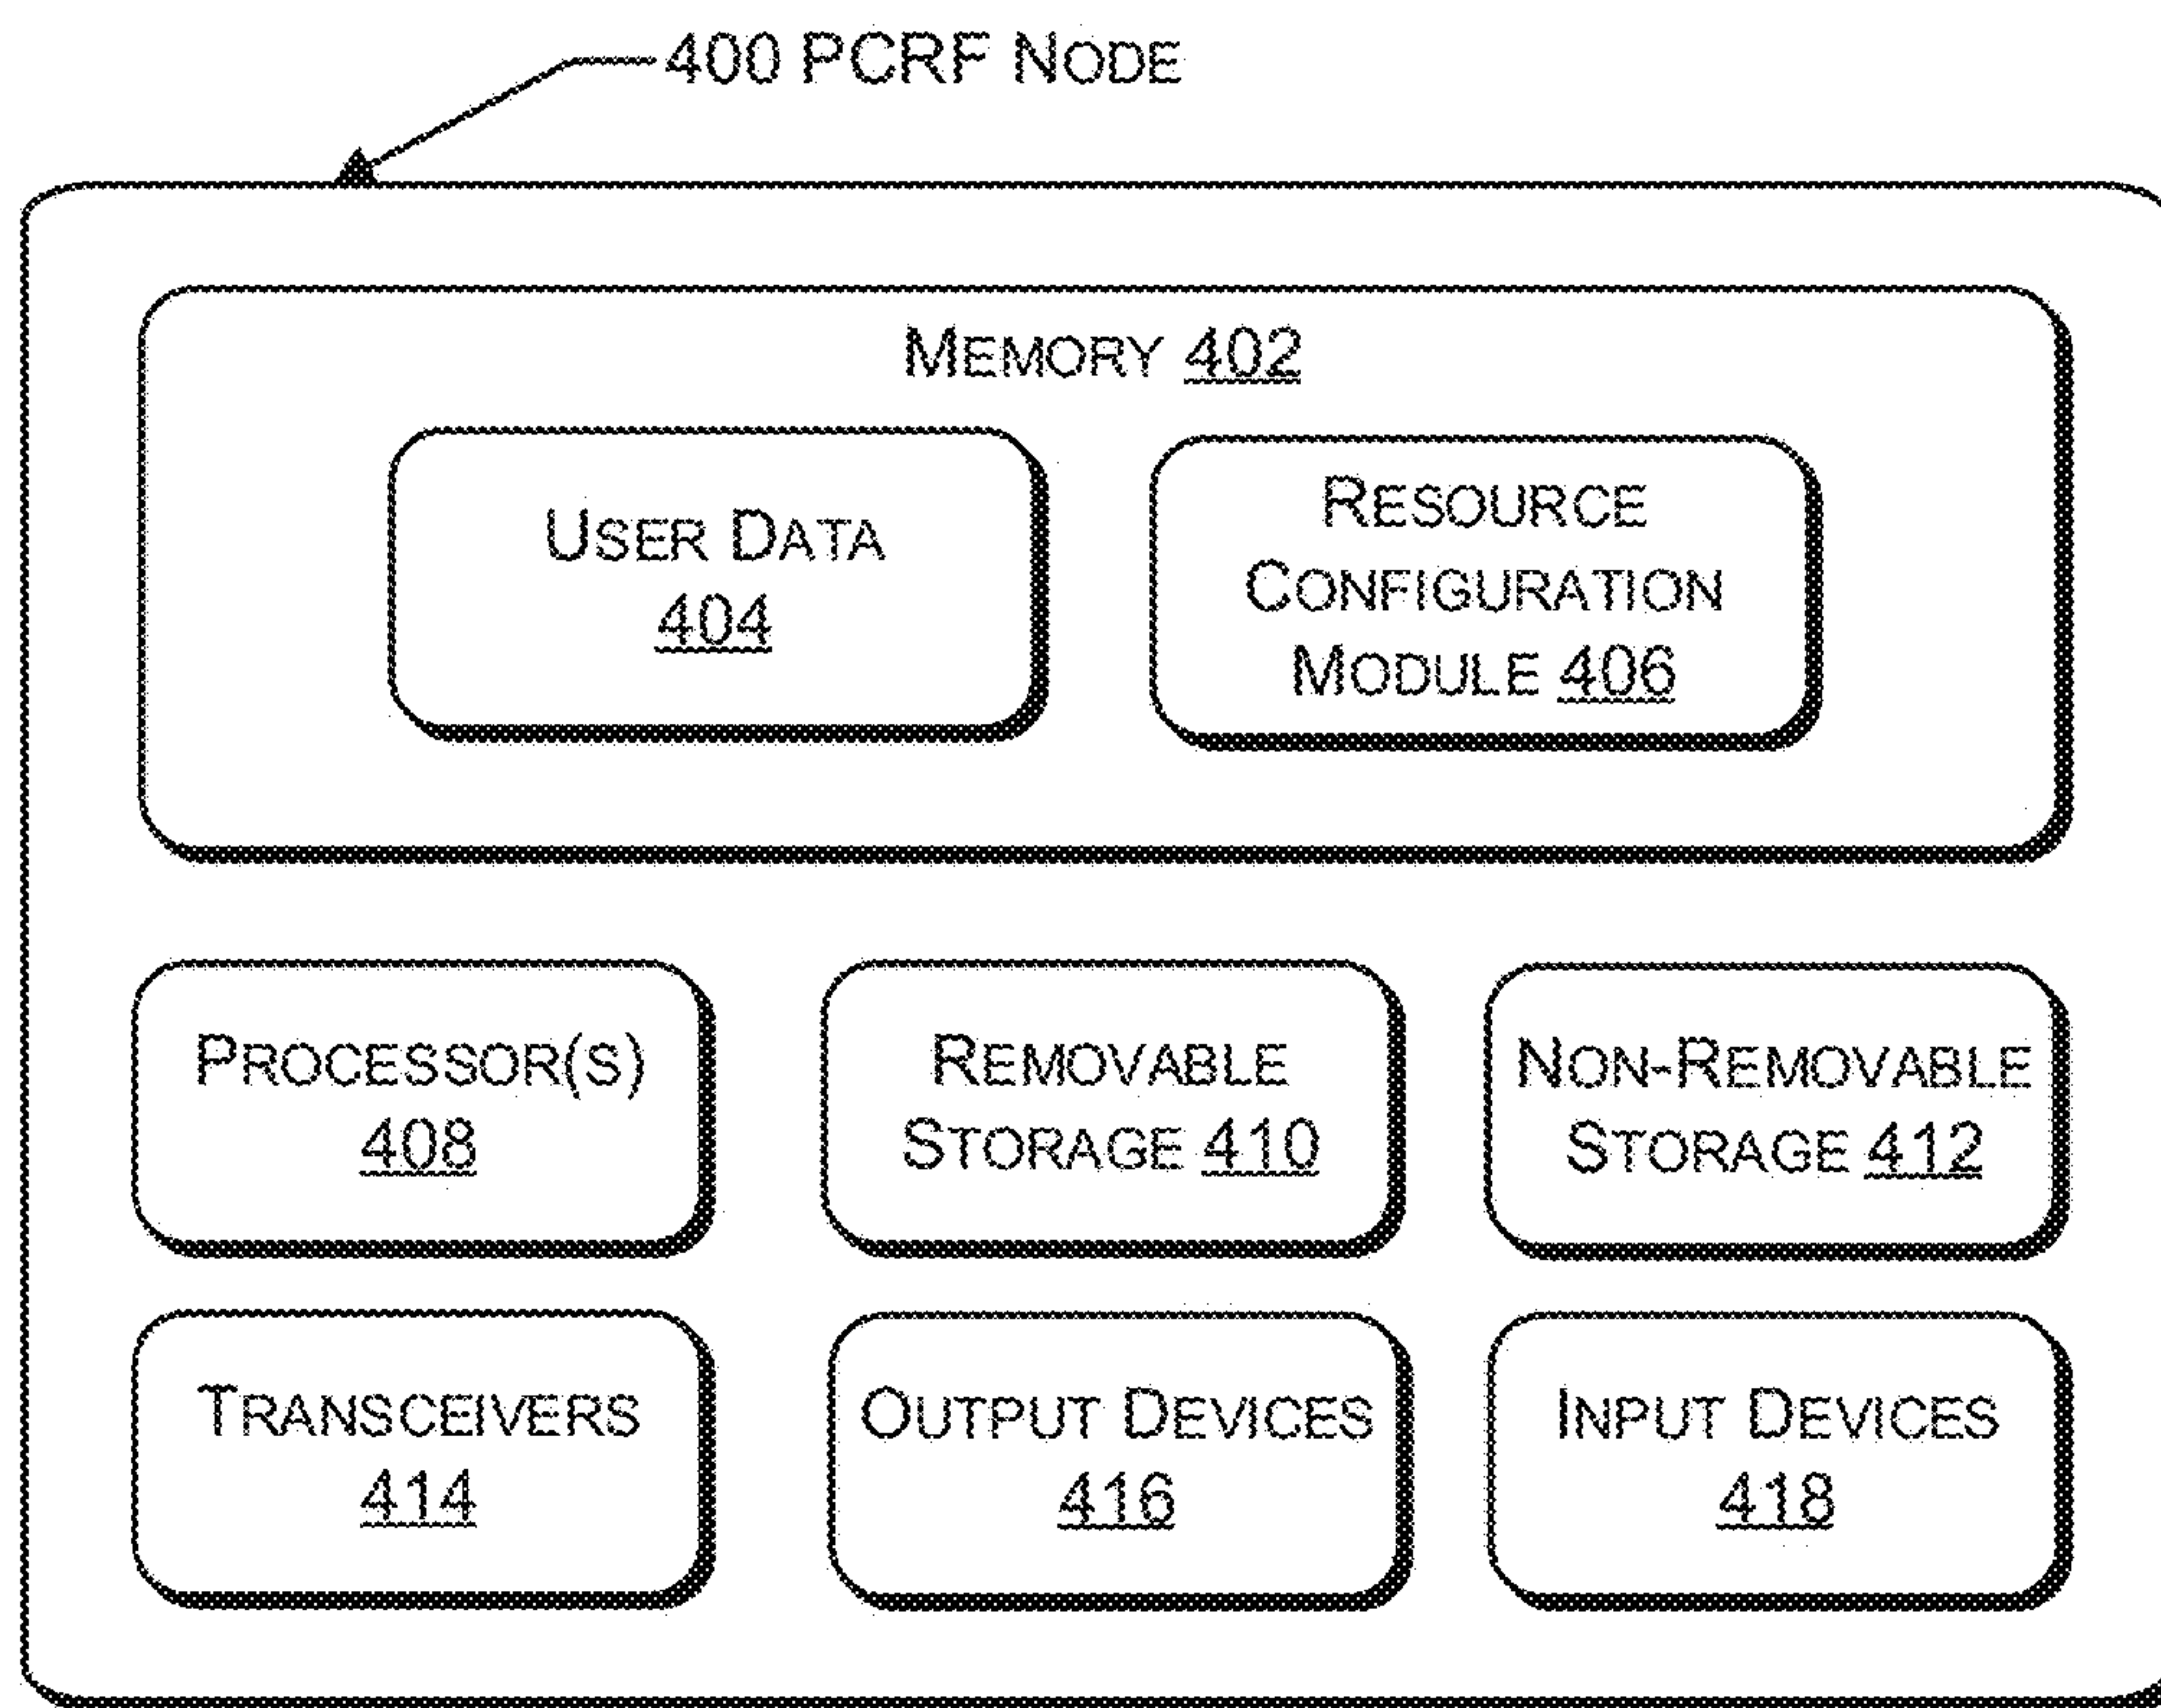 400 PCRF NODE
MEMORY 402
USER DATA
404
RESOURCE
CONFIGURATION
MODULE 406
PROCESSOR(S)
408
REMOVABLE
STORAGE 410
NON-REMOVABLE
STORAGE 412
TRANSCEIVERS
414
OUTPUT DEVICES
416
INPUT DEVICES
418